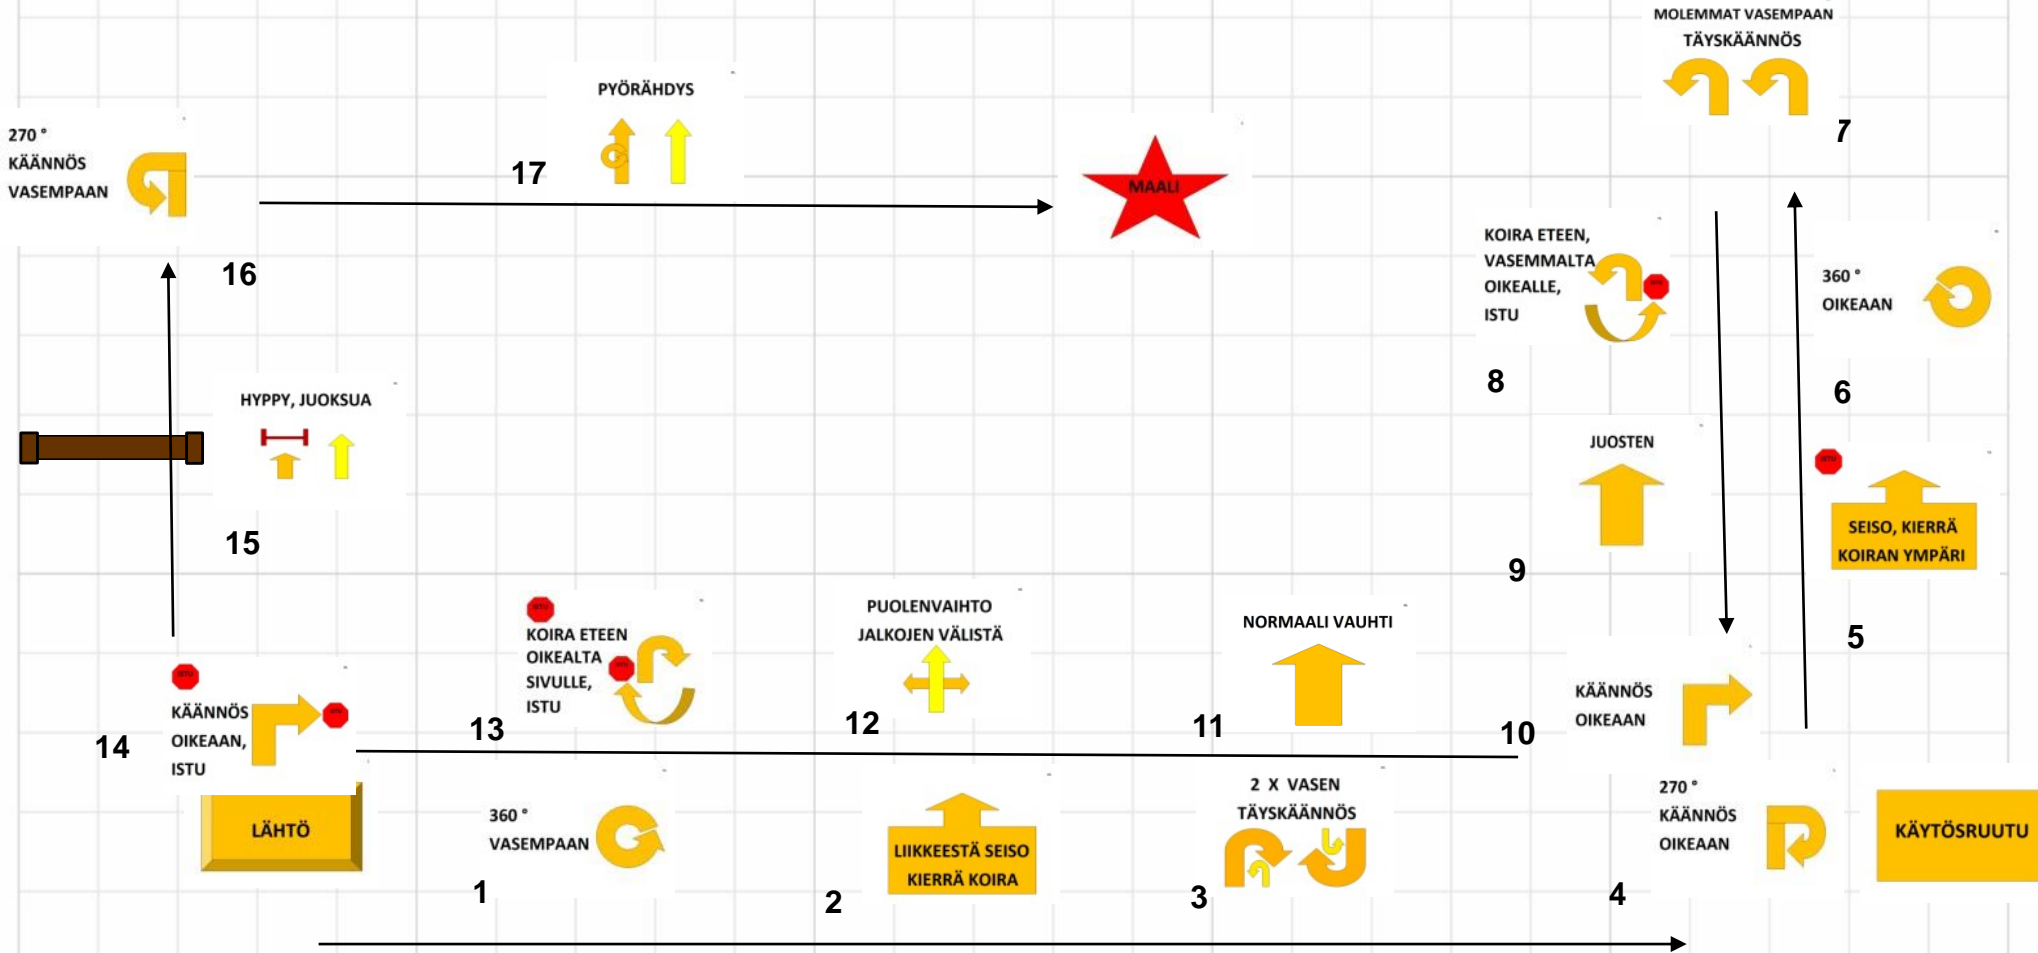 MOLEMMAT VASEMPAAN
TÄYSKÄÄNNÖS
7
PYÖRÄHDYS
17
270 °
KÄÄNNÖS
VASEMPAAN
16
MAALI
KOIRA ETEEN,
VASEMMALTA
OIKEALLE,
ISTU
8
360 °
OIKEAAN
6
HYPPY, JUOKSUA
15
JUOSTEN
9
ISTU
SEISO, KIERRÄ
KOIRAN YMPÄRI
5
ISTU
KOIRA ETEEN
OIKEALTA
SIVULLE,
ISTU
13
PUOLENVAIHTO
JALKOJEN VÄLISTÄ
12
NORMAALI VAUHTI
11
KÄÄNNÖS
OIKEAAN
10
ISTU
KÄÄNNÖS
OIKEAAN,
ISTU
14
LÄHTÖ
360 °
VASEMPAAN
1
LIIKKEESTÄ SEISO
KIERRÄ KOIRA
2
2 X VASEN
TÄYSKÄÄNNÖS
3
270 °
KÄÄNNÖS
OIKEAAN
4
KÄYTÖSRUUTU